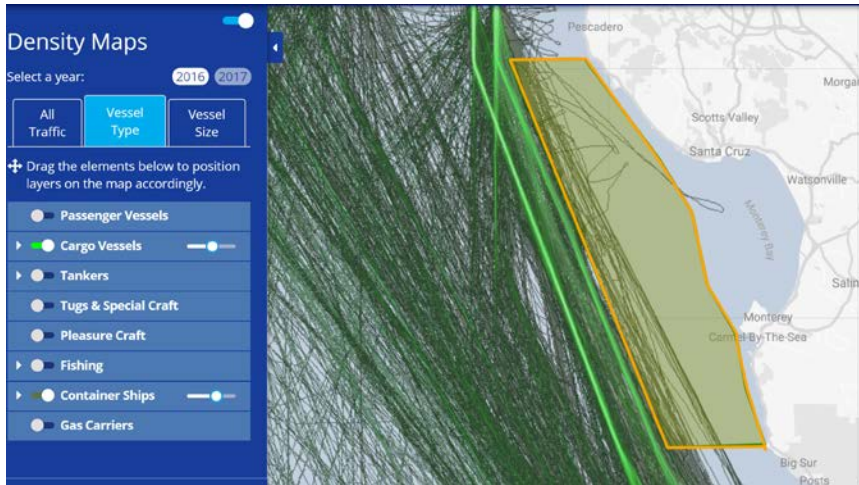 Density Maps
Select a year:
2016
2017
All
Traffic
Vessel
Type
Vessel
Size
Drag the elements below to position
layers on the map accordingly.
Passenger Vessels
Cargo Vessels
Tankers
Tugs & Special Craft
Pleasure Craft
Fishing
Container Ships
Gas Carriers
Pescadero
Morga
Scotts Valley
Santa Cruz
Watsonville
Monterey Bay
Salin
Monterey
Carmel-By-The-Sea
Big Sur
Posts